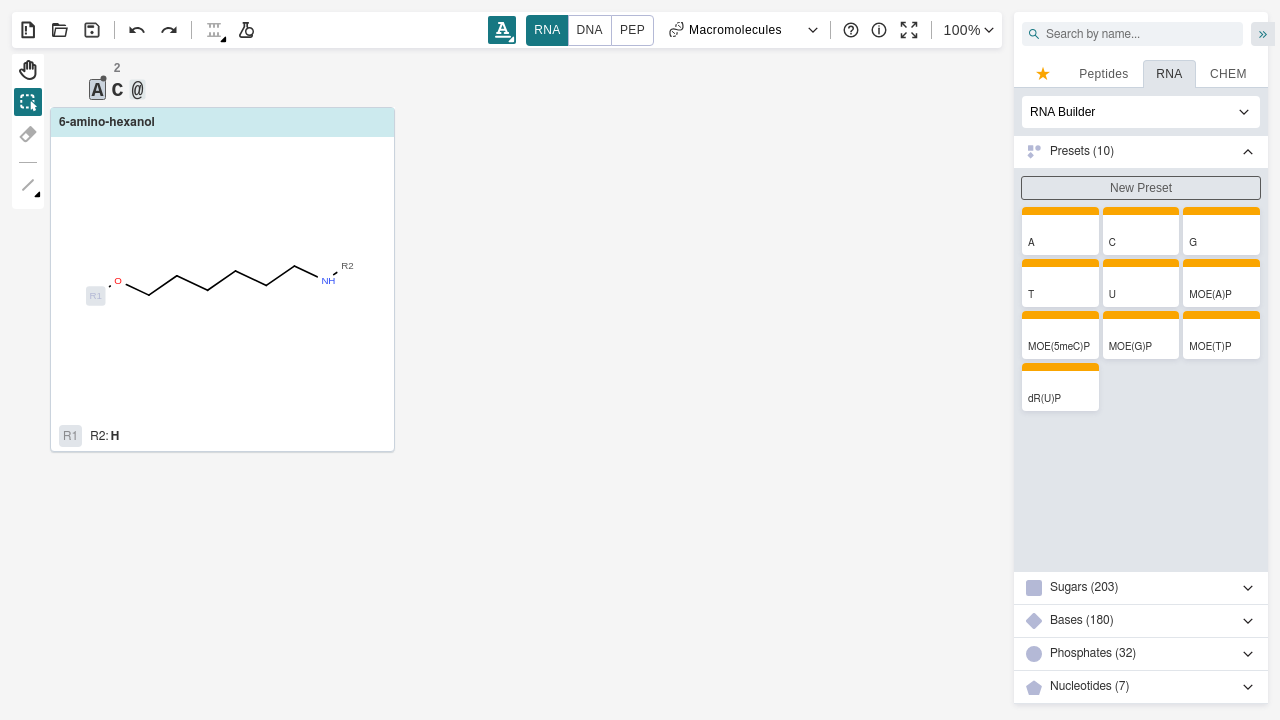 A RNA DNA PEP Macromolecules 100%
Search by name...
Peptides RNA CHEM
RNA Builder
Presets (10)
New Preset
A C G
T U MOE(A)P
MOE(5meC)P MOE(G)P MOE(T)P
dR(U)P
Sugars (203)
Bases (180)
Phosphates (32)
Nucleotides (7)
2
A C @
6-amino-hexanol
R1 O NH R2
R1 R2: H